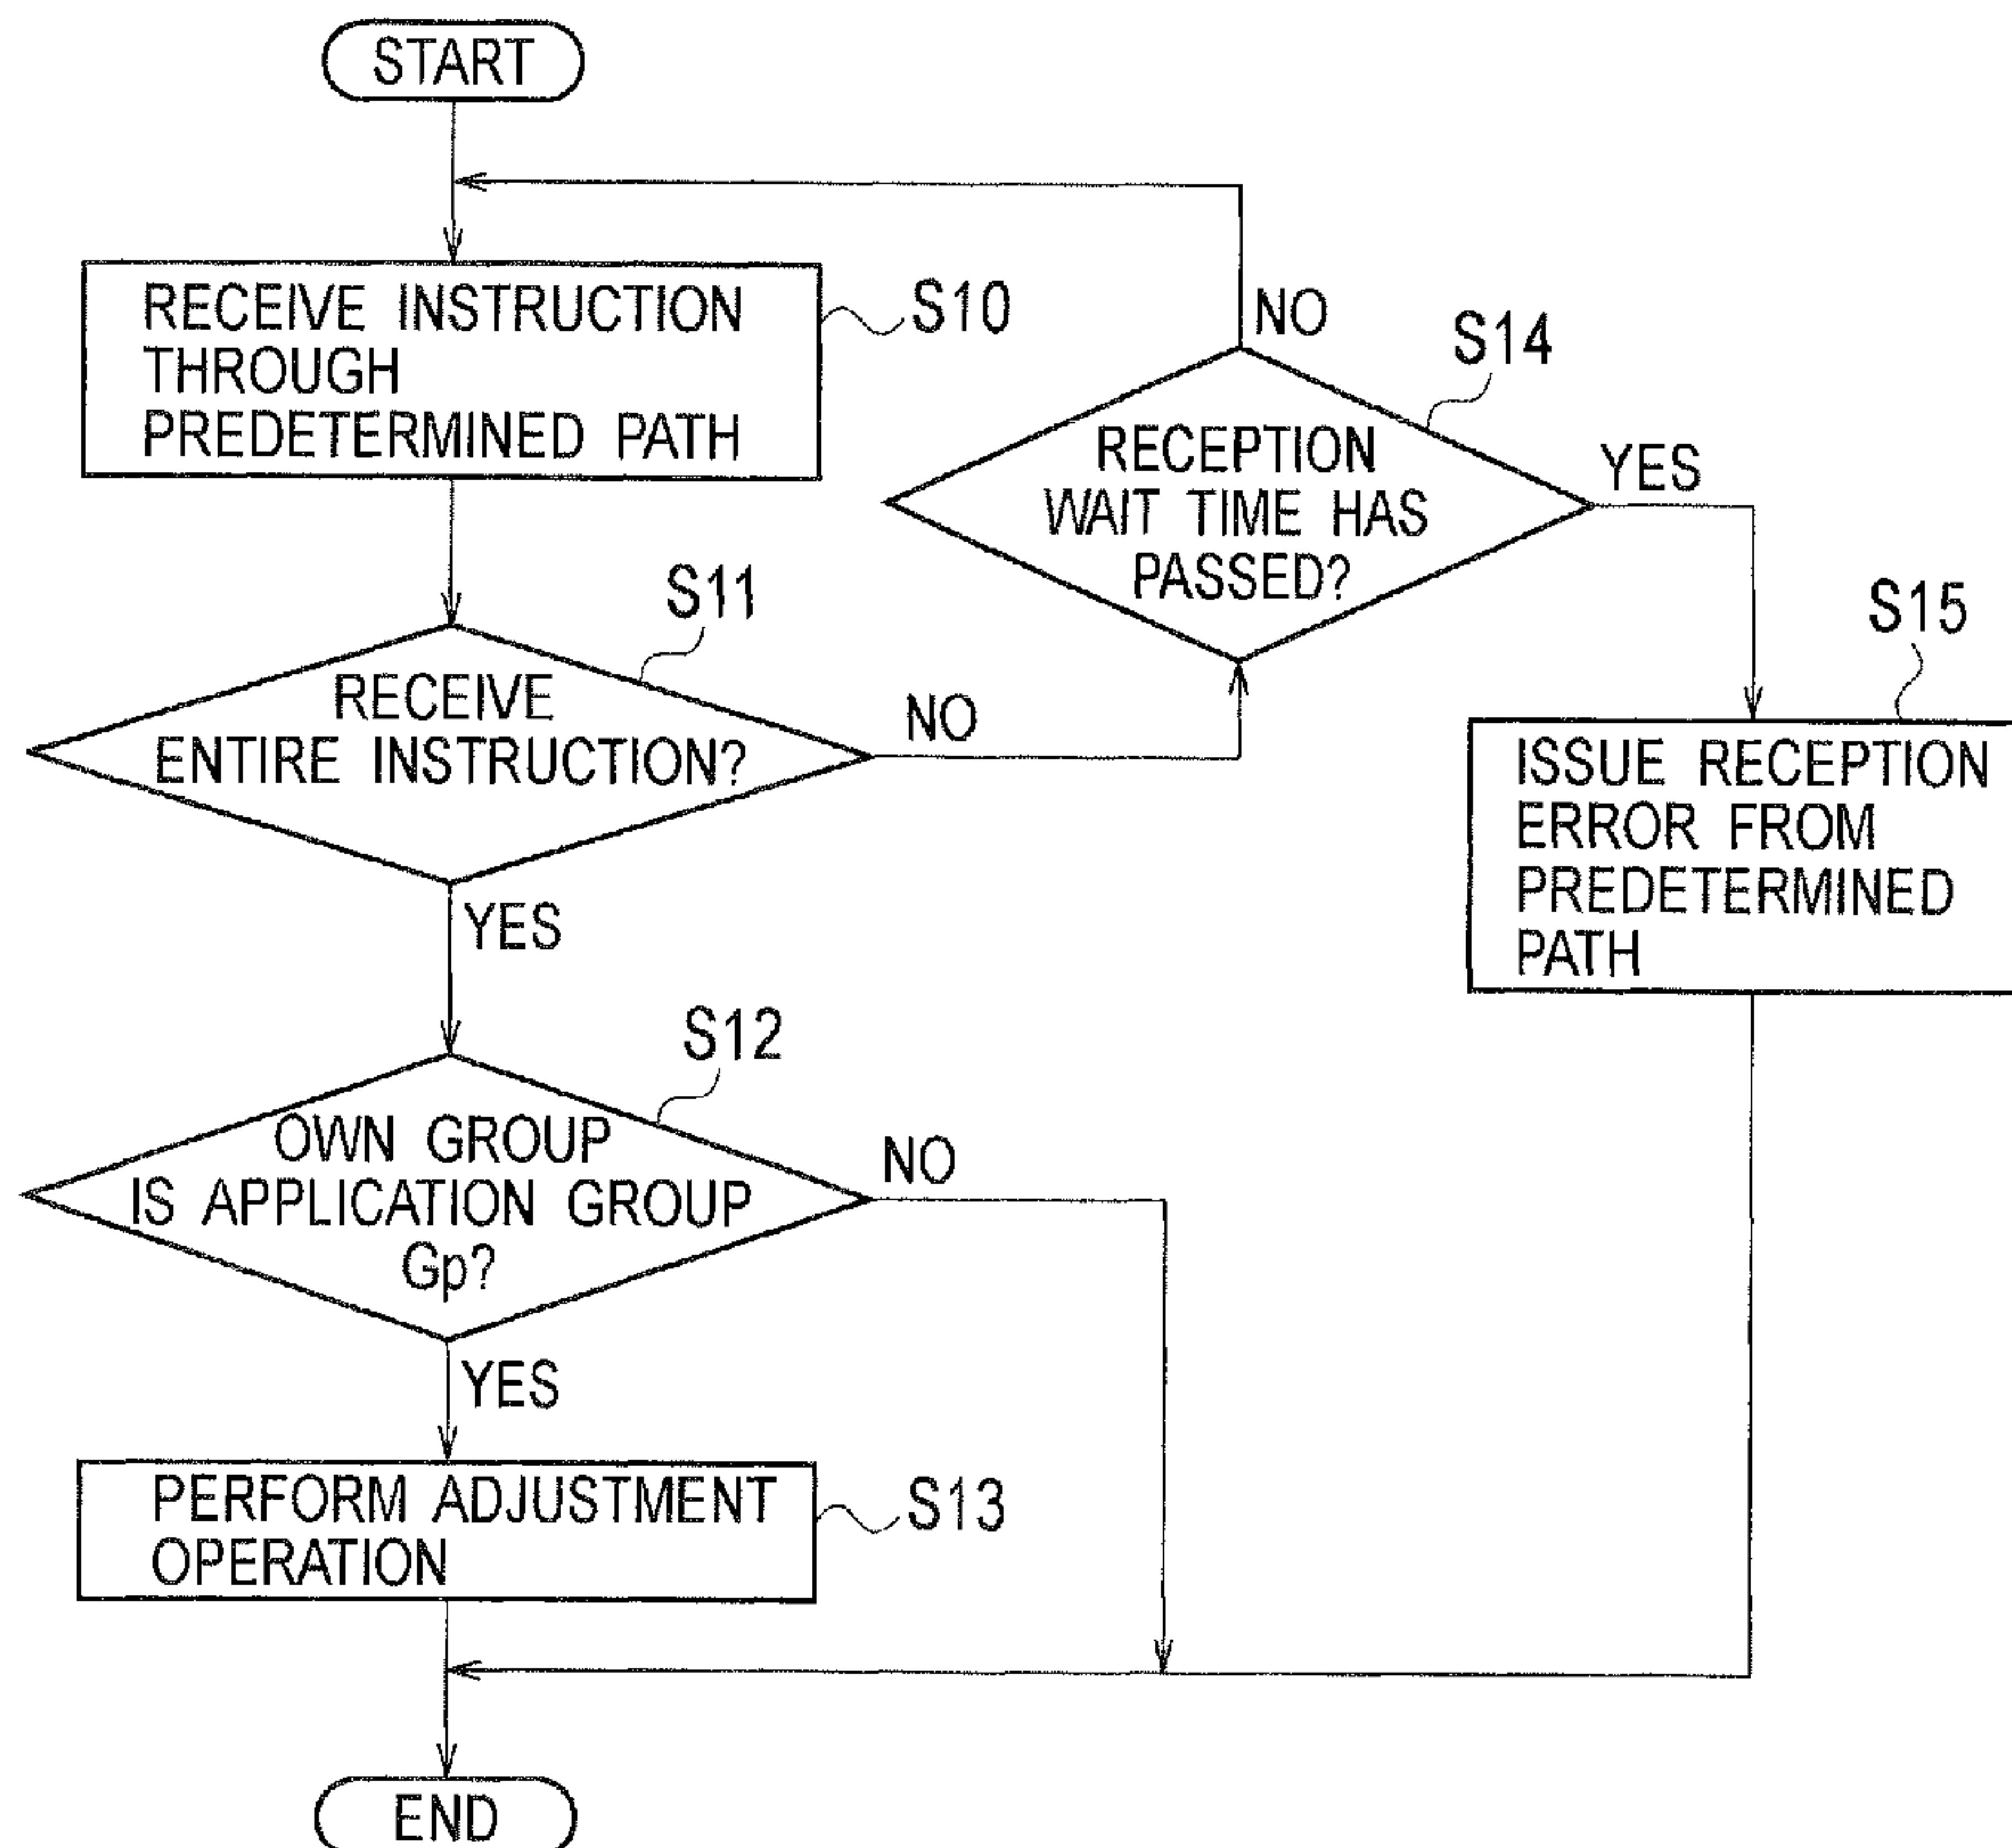 START
RECEIVE INSTRUCTION
THROUGH
PREDETERMINED PATH
S10
RECEIVE
ENTIRE INSTRUCTION?
S11
NO
YES
RECEPTION
WAIT TIME HAS
PASSED?
S14
NO
YES
ISSUE RECEPTION
ERROR FROM
PREDETERMINED
PATH
S15
OWN GROUP
IS APPLICATION GROUP
Gp?
S12
NO
YES
PERFORM ADJUSTMENT
OPERATION
S13
END